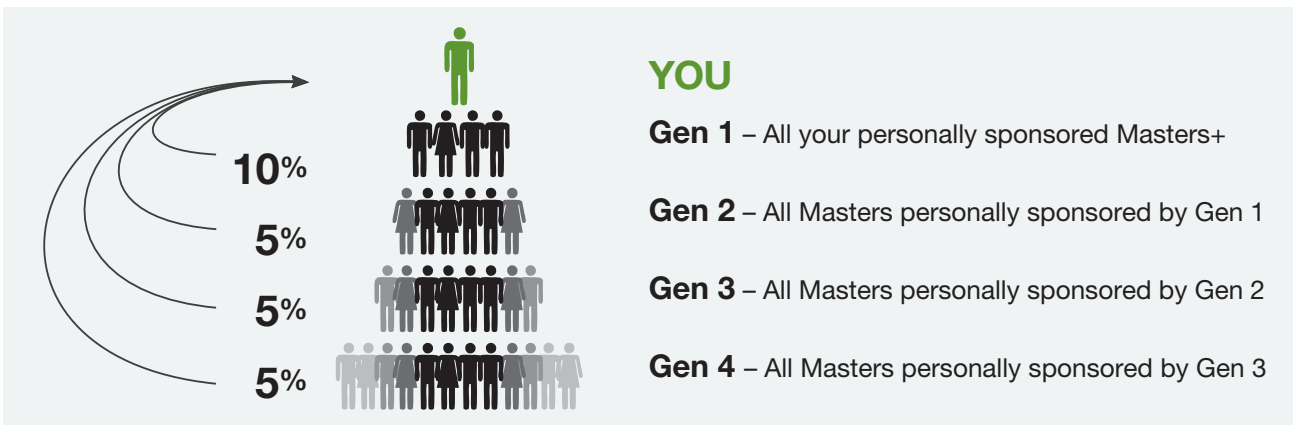 YOU
10%
Gen 1 – All your personally sponsored Masters+
5%
Gen 2 – All Masters personally sponsored by Gen 1
5%
Gen 3 – All Masters personally sponsored by Gen 2
5%
Gen 4 – All Masters personally sponsored by Gen 3